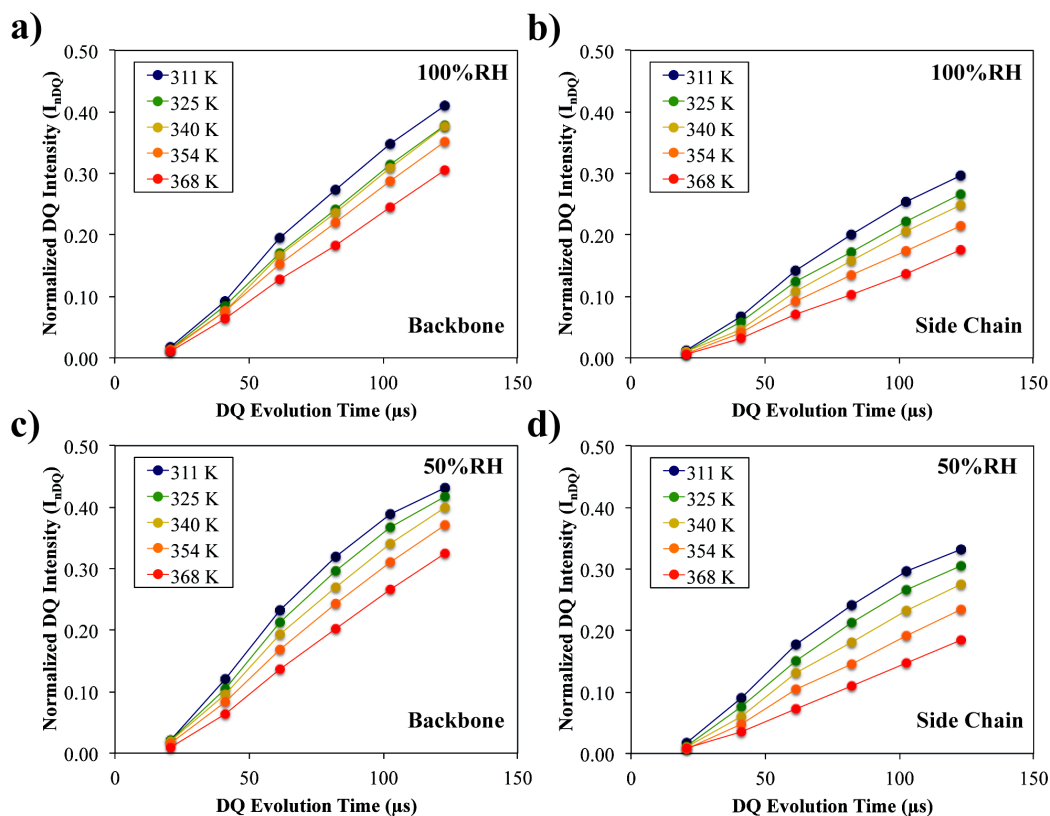 a)
Normalized DQ Intensity (InDQ)
0.50
0.40
0.30
0.20
0.10
0.00
311 K
325 K
340 K
354 K
368 K
100%RH
Backbone
0
50
100
150
DQ Evolution Time (µs)
b)
Normalized DQ Intensity (InDQ)
0.50
0.40
0.30
0.20
0.10
0.00
311 K
325 K
340 K
354 K
368 K
100%RH
Side Chain
0
50
100
150
DQ Evolution Time (µs)
c)
Normalized DQ Intensity (InDQ)
0.50
0.40
0.30
0.20
0.10
0.00
311 K
325 K
340 K
354 K
368 K
50%RH
Backbone
0
50
100
150
DQ Evolution Time (µs)
d)
Normalized DQ Intensity (InDQ)
0.50
0.40
0.30
0.20
0.10
0.00
311 K
325 K
340 K
354 K
368 K
50%RH
Side Chain
0
50
100
150
DQ Evolution Time (µs)